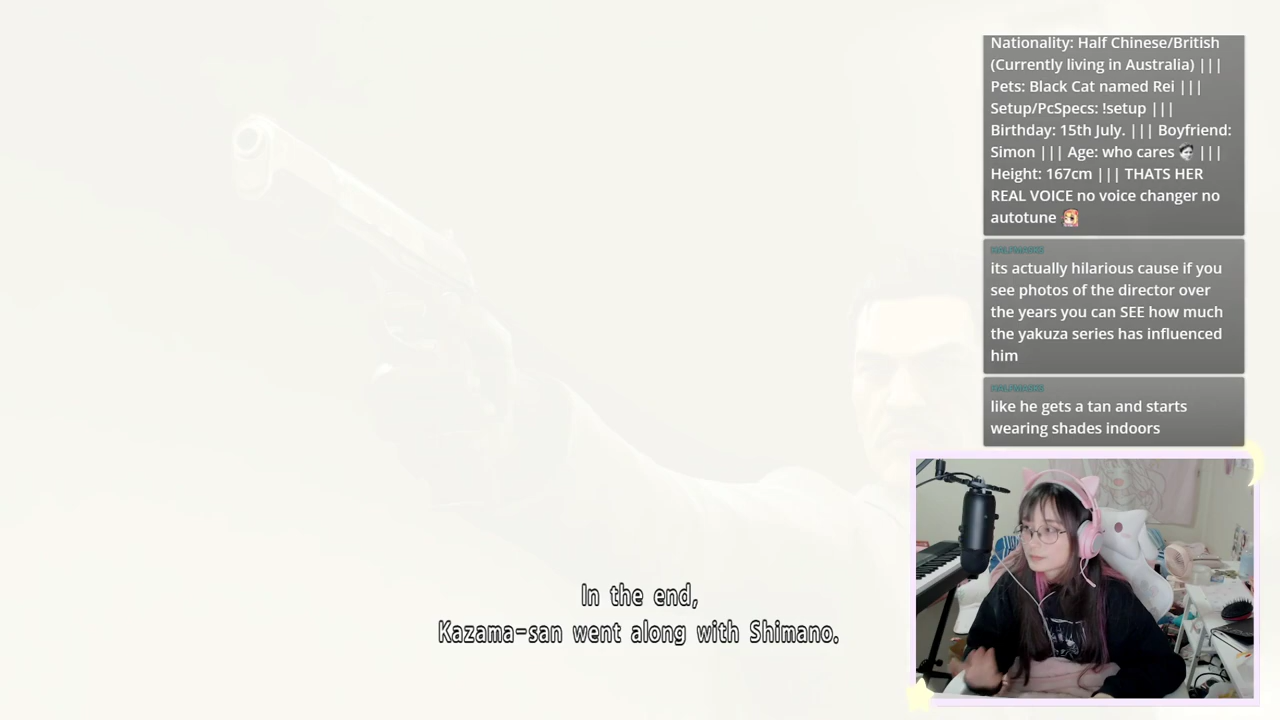 Nationality: Half Chinese/British
(Currently living in Australia) |||
Pets: Black Cat named Rei |||
Setup/PcSpecs: !setup |||
Birthday: 15th July. ||| Boyfriend:
Simon ||| Age: who cares |||
Height: 167cm ||| THATS HER
REAL VOICE no voice changer no
autotune
HALFMASKS
its actually hilarious cause if you
see photos of the director over
the years you can SEE how much
the yakuza series has influenced
him
like he gets a tan and starts
wearing shades indoors
In the end,
Kazama-san went along with Shimano.